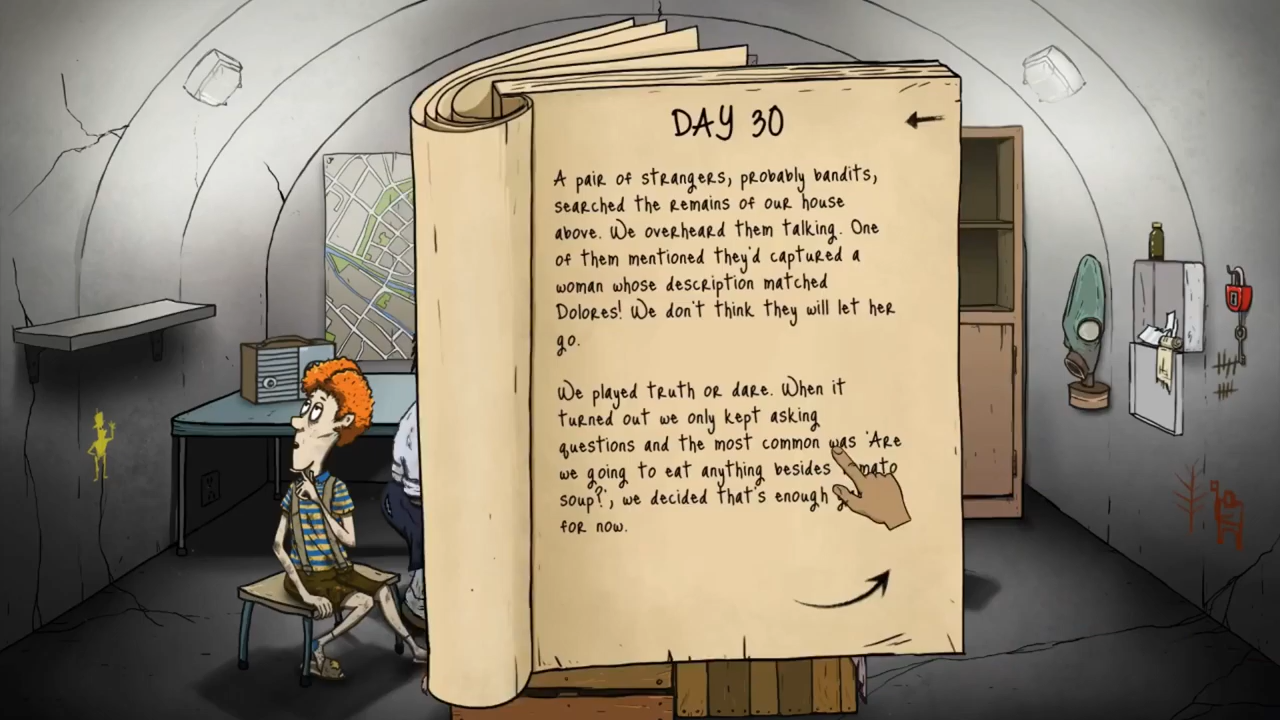 DAY 30
A pair of strangers, probably bandits,
searched the remains of our house
above. We overheard them talking. One
of them mentioned they'd captured a
woman whose description matched
Dolores! We don't think they will let her
go.
We played truth or dare. When it
turned out we only kept asking
questions and the most common was 'Are
we going to eat anything besides
soup?', we decided that's enough
for now.